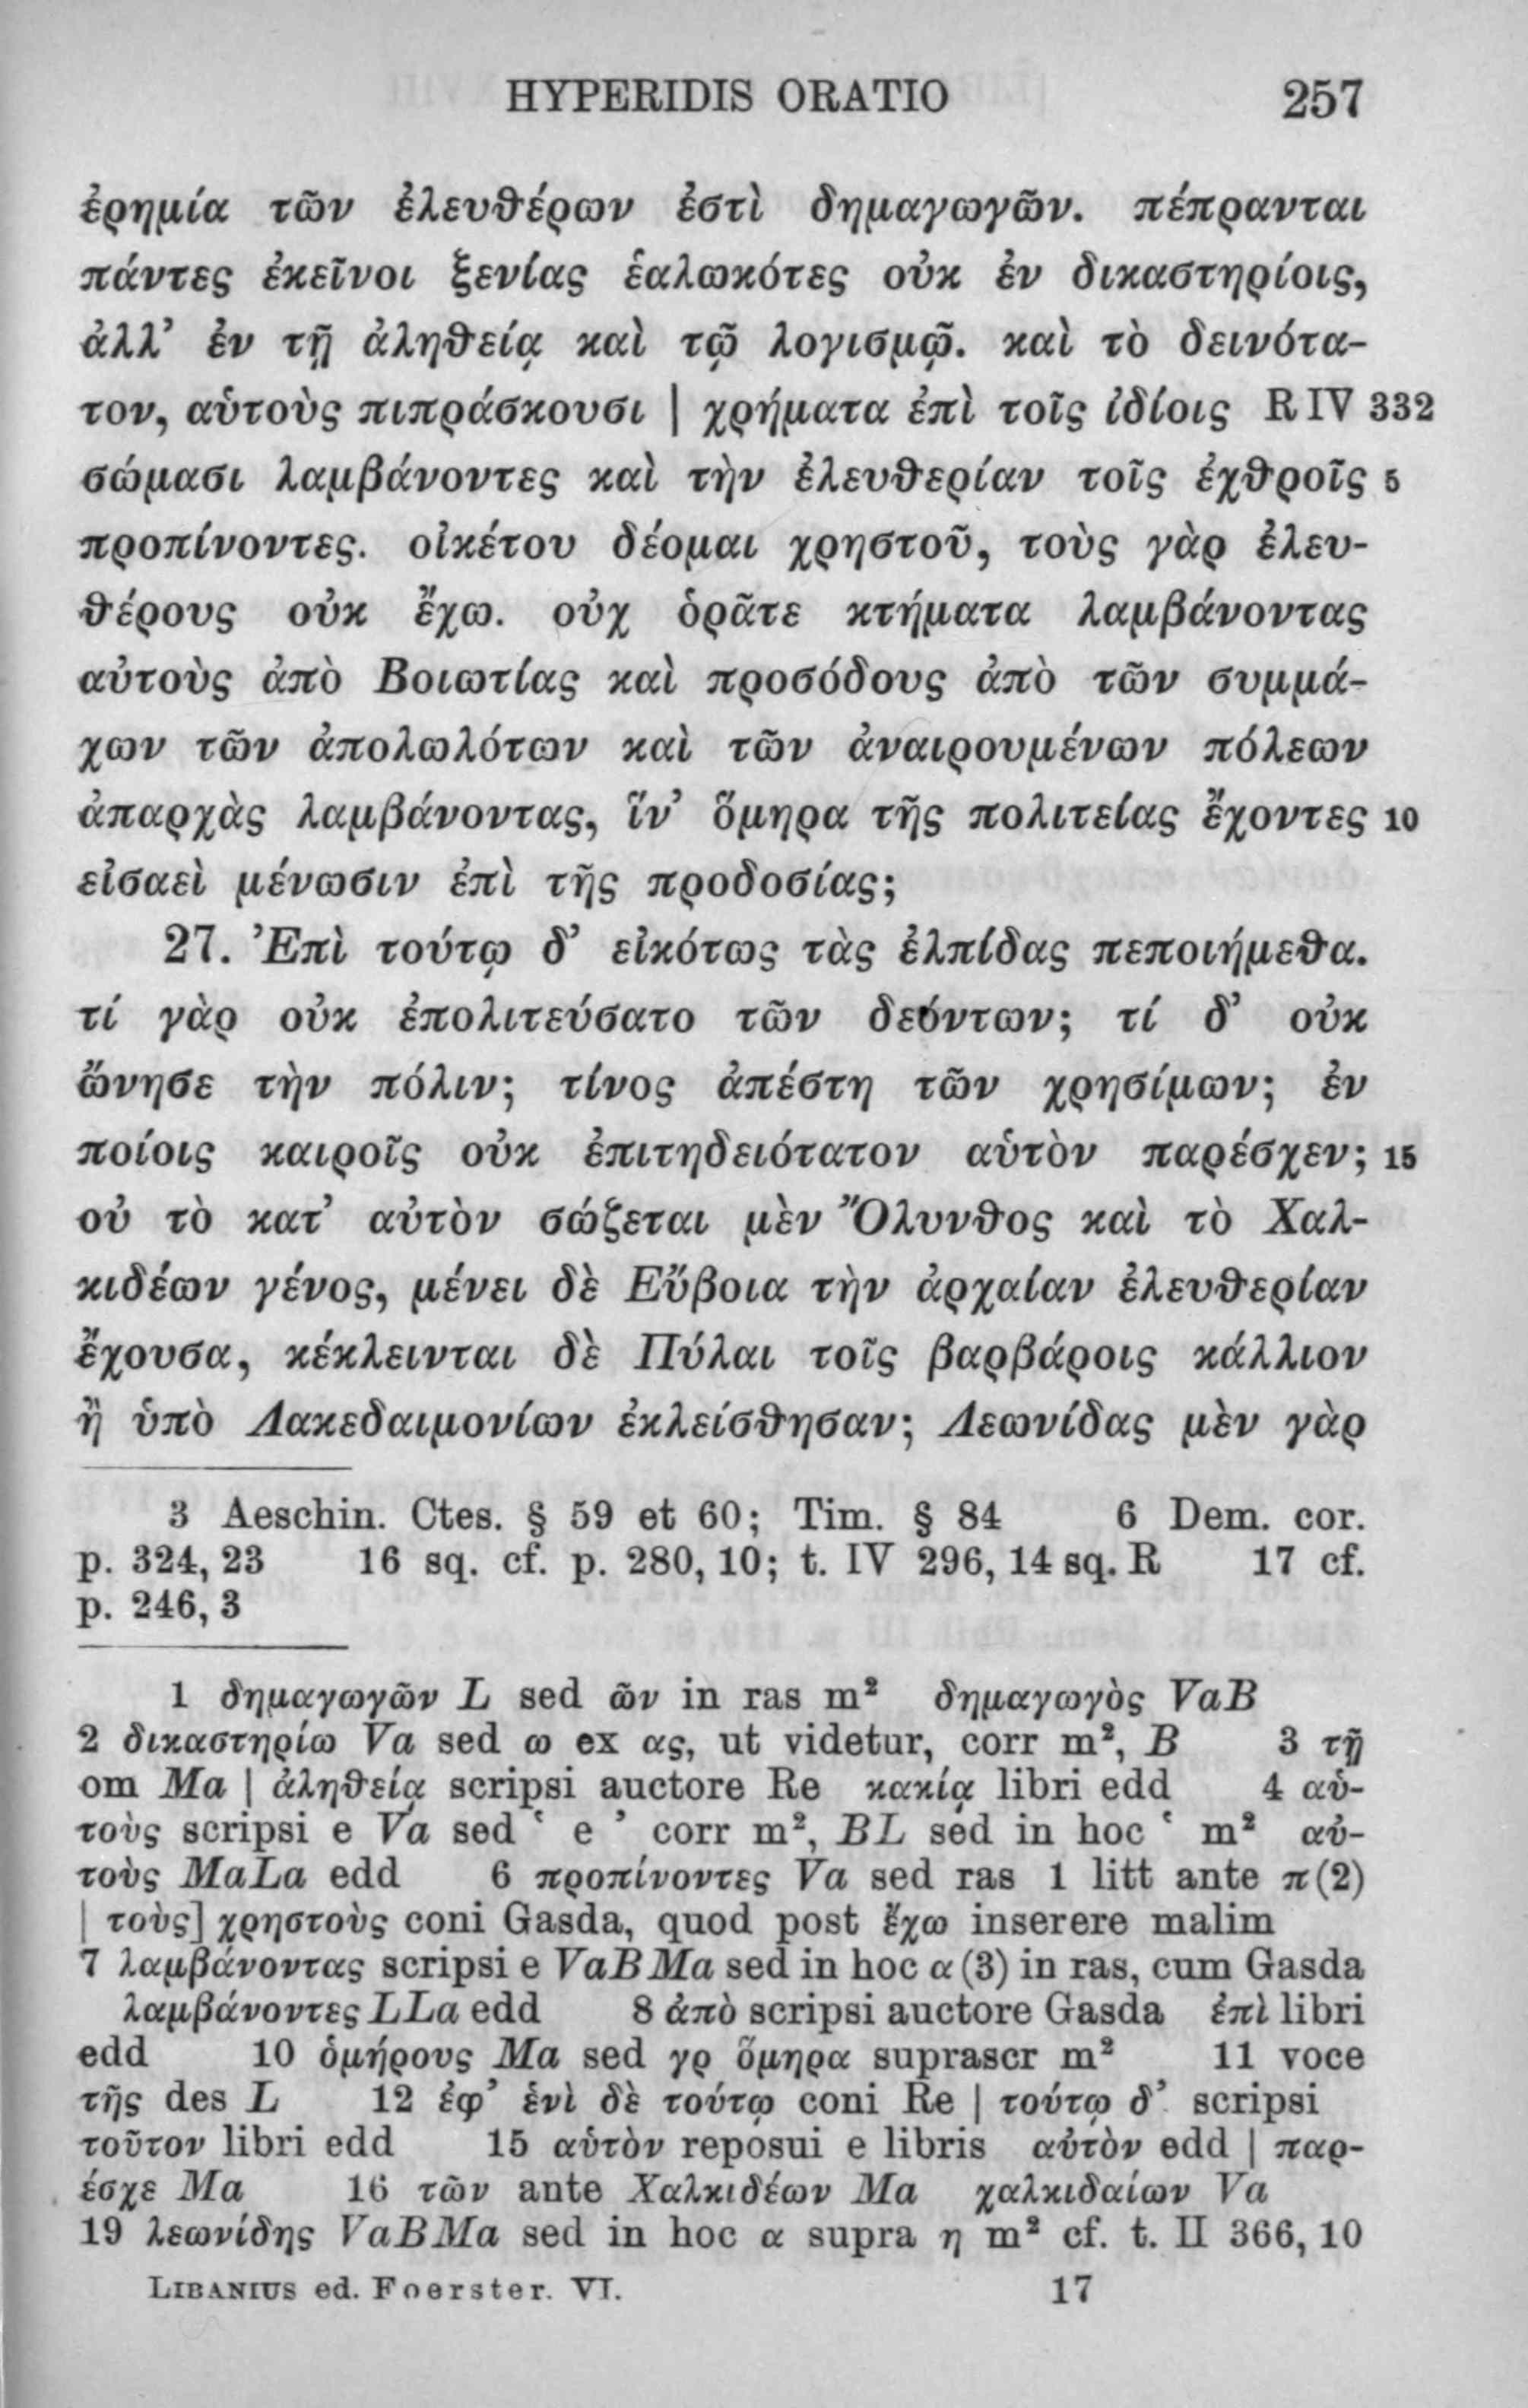 HYPERIDIS ORATIO 257
ἐρημία τῶν ἐλευθέρων ἐστὶ δημαγωγῶν. πέπρανται
πάντες ἐκεῖνοι ξενίας ἑαλωκότες οὐκ ἐν δικαστηρίοις,
ἀλλ’ ἐν τῇ ἀληθείᾳ καὶ τῷ λογισμῷ. καὶ τὸ δεινότα-
τον, αὑτοὺς πιπράσκουσι | χρήματα ἐπὶ τοῖς ἰδίοις R IV 332
σώμασι λαμβάνοντες καὶ τὴν ἐλευθερίαν τοῖς ἐχθροῖς 5
προπίνοντες. οἰκέτου δέομαι χρηστοῦ, τοὺς γὰρ ἐλευ-
θέρους οὐκ ἔχω. οὐχ ὁρᾶτε κτήματα λαμβάνοντας
αὐτοὺς ἀπὸ Βοιωτίας καὶ προσόδους ἀπὸ τῶν συμμά-
χων τῶν ἀπολωλότων καὶ τῶν ἀναιρουμένων πόλεων
ἀπαρχὰς λαμβάνοντας, ἵν’ ὅμηρα τῆς πολιτείας ἔχοντες 10
εἰσαεὶ μένωσιν ἐπὶ τῆς προδοσίας;
27. Ἐπὶ τούτῳ δ’ εἰκότως τὰς ἐλπίδας πεποιήμεθα.
τί γὰρ οὐκ ἐπολιτεύσατο τῶν δεόντων; τί δ’ οὐκ
ὤνησε τὴν πόλιν; τίνος ἀπέστη τῶν χρησίμων; ἐν
ποίοις καιροῖς οὐκ ἐπιτηδειότατον αὑτὸν παρέσχεν; 15
οὐ τὸ κατ’ αὐτὸν σώζεται μὲν Ὄλυνθος καὶ τὸ Χαλ-
κιδέων γένος, μένει δὲ Εὔβοια τὴν ἀρχαίαν ἐλευθερίαν
ἔχουσα, κέκλεινται δὲ Πύλαι τοῖς βαρβάροις κάλλιον
ἢ ὑπὸ Λακεδαιμονίων ἐκλείσθησαν; Λεωνίδας μὲν γὰρ
3 Aeschin. Ctes. § 59 et 60; Tim. § 84 6 Dem. cor.
p. 324, 23 16 sq. cf. p. 280, 10; t. IV 296, 14 sq. R 17 cf.
p. 246, 3
1 δημαγωγῶν L sed ῶν in ras m² δημαγωγὸς VaB
2 δικαστηρίω Va sed ω ex ας, ut videtur, corr m², B 3 τῇ
om Ma | ἀληθείᾳ scripsi auctore Re κακίᾳ libri edd 4 αὑ-
τοὺς scripsi e Va sed ‛ e ’ corr m², BL sed in hoc ‛ m² αὐ-
τοὺς MaLa edd 6 προπίνοντες Va sed ras 1 litt ante π(2)
| τοὺς] χρηστοὺς coni Gasda, quod post ἔχω inserere malim
7 λαμβάνοντας scripsi e VaBMa sed in hoc α(3) in ras, cum Gasda
λαμβάνοντες LLa edd 8 ἀπὸ scripsi auctore Gasda ἐπὶ libri
edd 10 ὁμήρους Ma sed γρ ὅμηρα suprascr m² 11 voce
τῆς des L 12 ἐφ’ ἑνὶ δὲ τούτῳ coni Re | τούτῳ δ’ scripsi
τοῦτον libri edd 15 αὑτὸν reposui e libris αὐτὸν edd | παρ-
έσχε Ma 16 τῶν ante Χαλκιδέων Ma χαλκιδαίων Va
19 λεωνίδης VaBMa sed in hoc α supra η m² cf. t. II 366, 10
LIBANIUS ed. Foerster. VI. 17